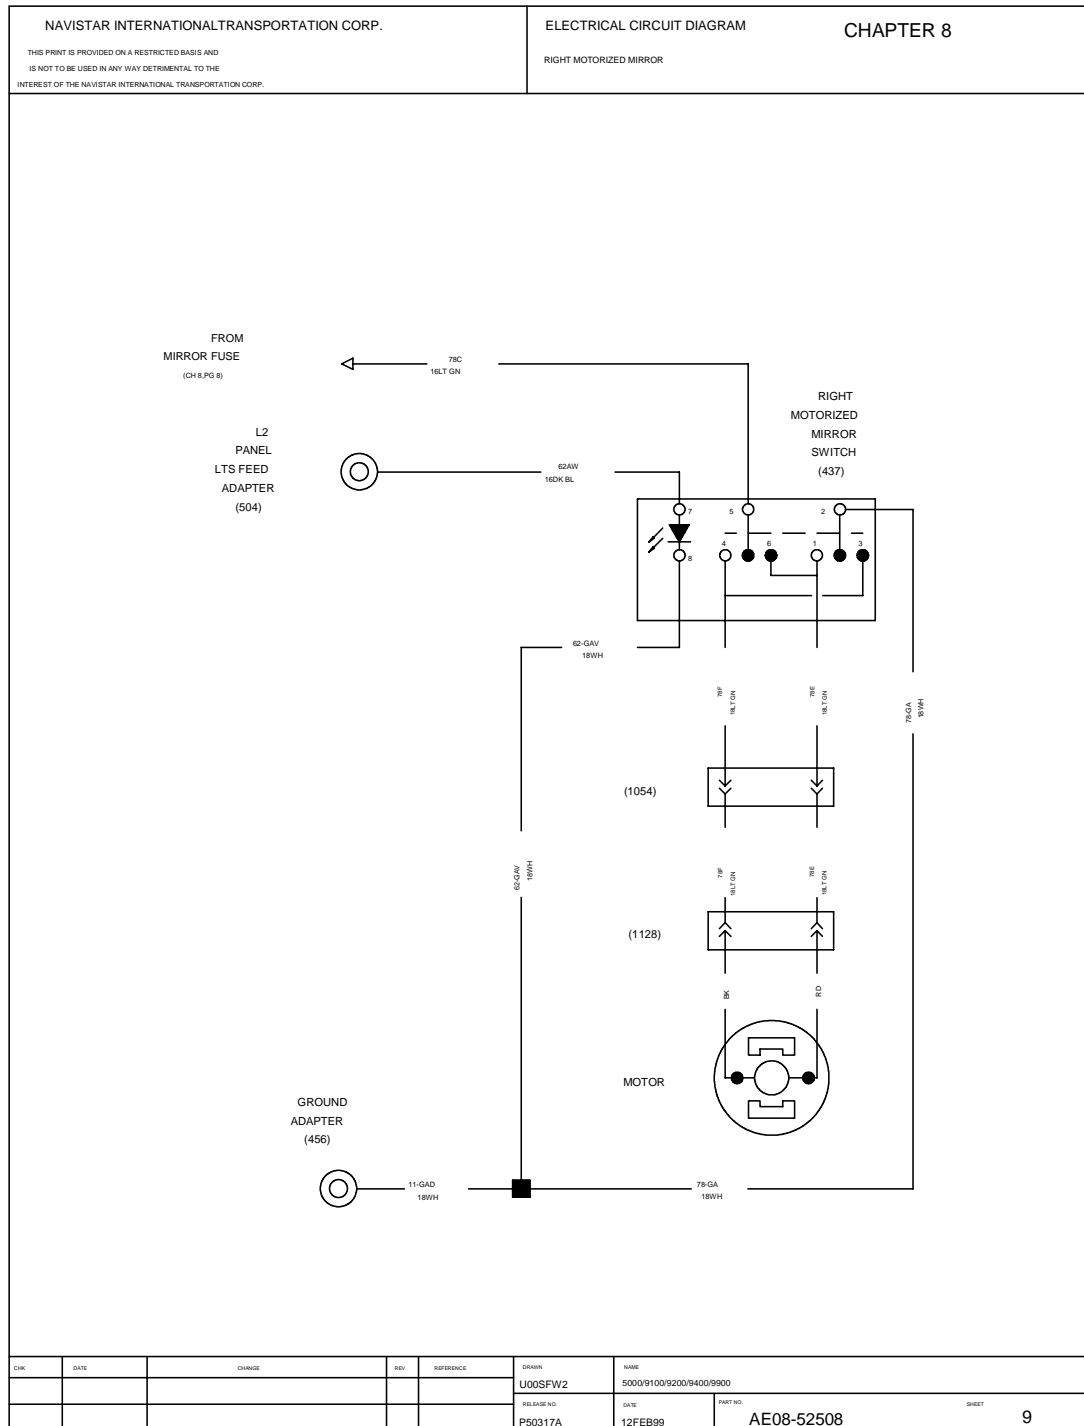 NAVISTAR INTERNATIONALTRANSPORTATION CORP.
THIS PRINT IS PROVIDED ON A RESTRICTED BASIS AND
IS NOT TO BE USED IN ANY WAY DETRIMENTAL TO THE
INTEREST OF THE NAVISTAR INTERNATIONAL TRANSPORTATION CORP.
ELECTRICAL CIRCUIT DIAGRAM
CHAPTER 8
RIGHT MOTORIZED MIRROR
FROM
MIRROR FUSE
(CH 8,PG 8)
78C
16LT GN
RIGHT
MOTORIZED
MIRROR
SWITCH
(437)
L2
PANEL
LTS FEED
ADAPTER
(504)
62AW
16DK BL
7
5
2
8
4
6
1
3
62-GAV
18WH
78F
18LT GN
78E
18LT GN
78-GA
18WH
(1054)
62-GAV
18WH
78F
18LT GN
78E
18LT GN
(1128)
BK
RD
MOTOR
GROUND
ADAPTER
(456)
11-GAD
18WH
78-GA
18WH
CHK
DATE
CHANGE
REV
REFERENCE
DRAWN
U00SFW2
NAME
5000/9100/9200/9400/9900
RELEASE NO.
P50317A
DATE
12FEB99
PART NO.
AE08-52508
SHEET
9